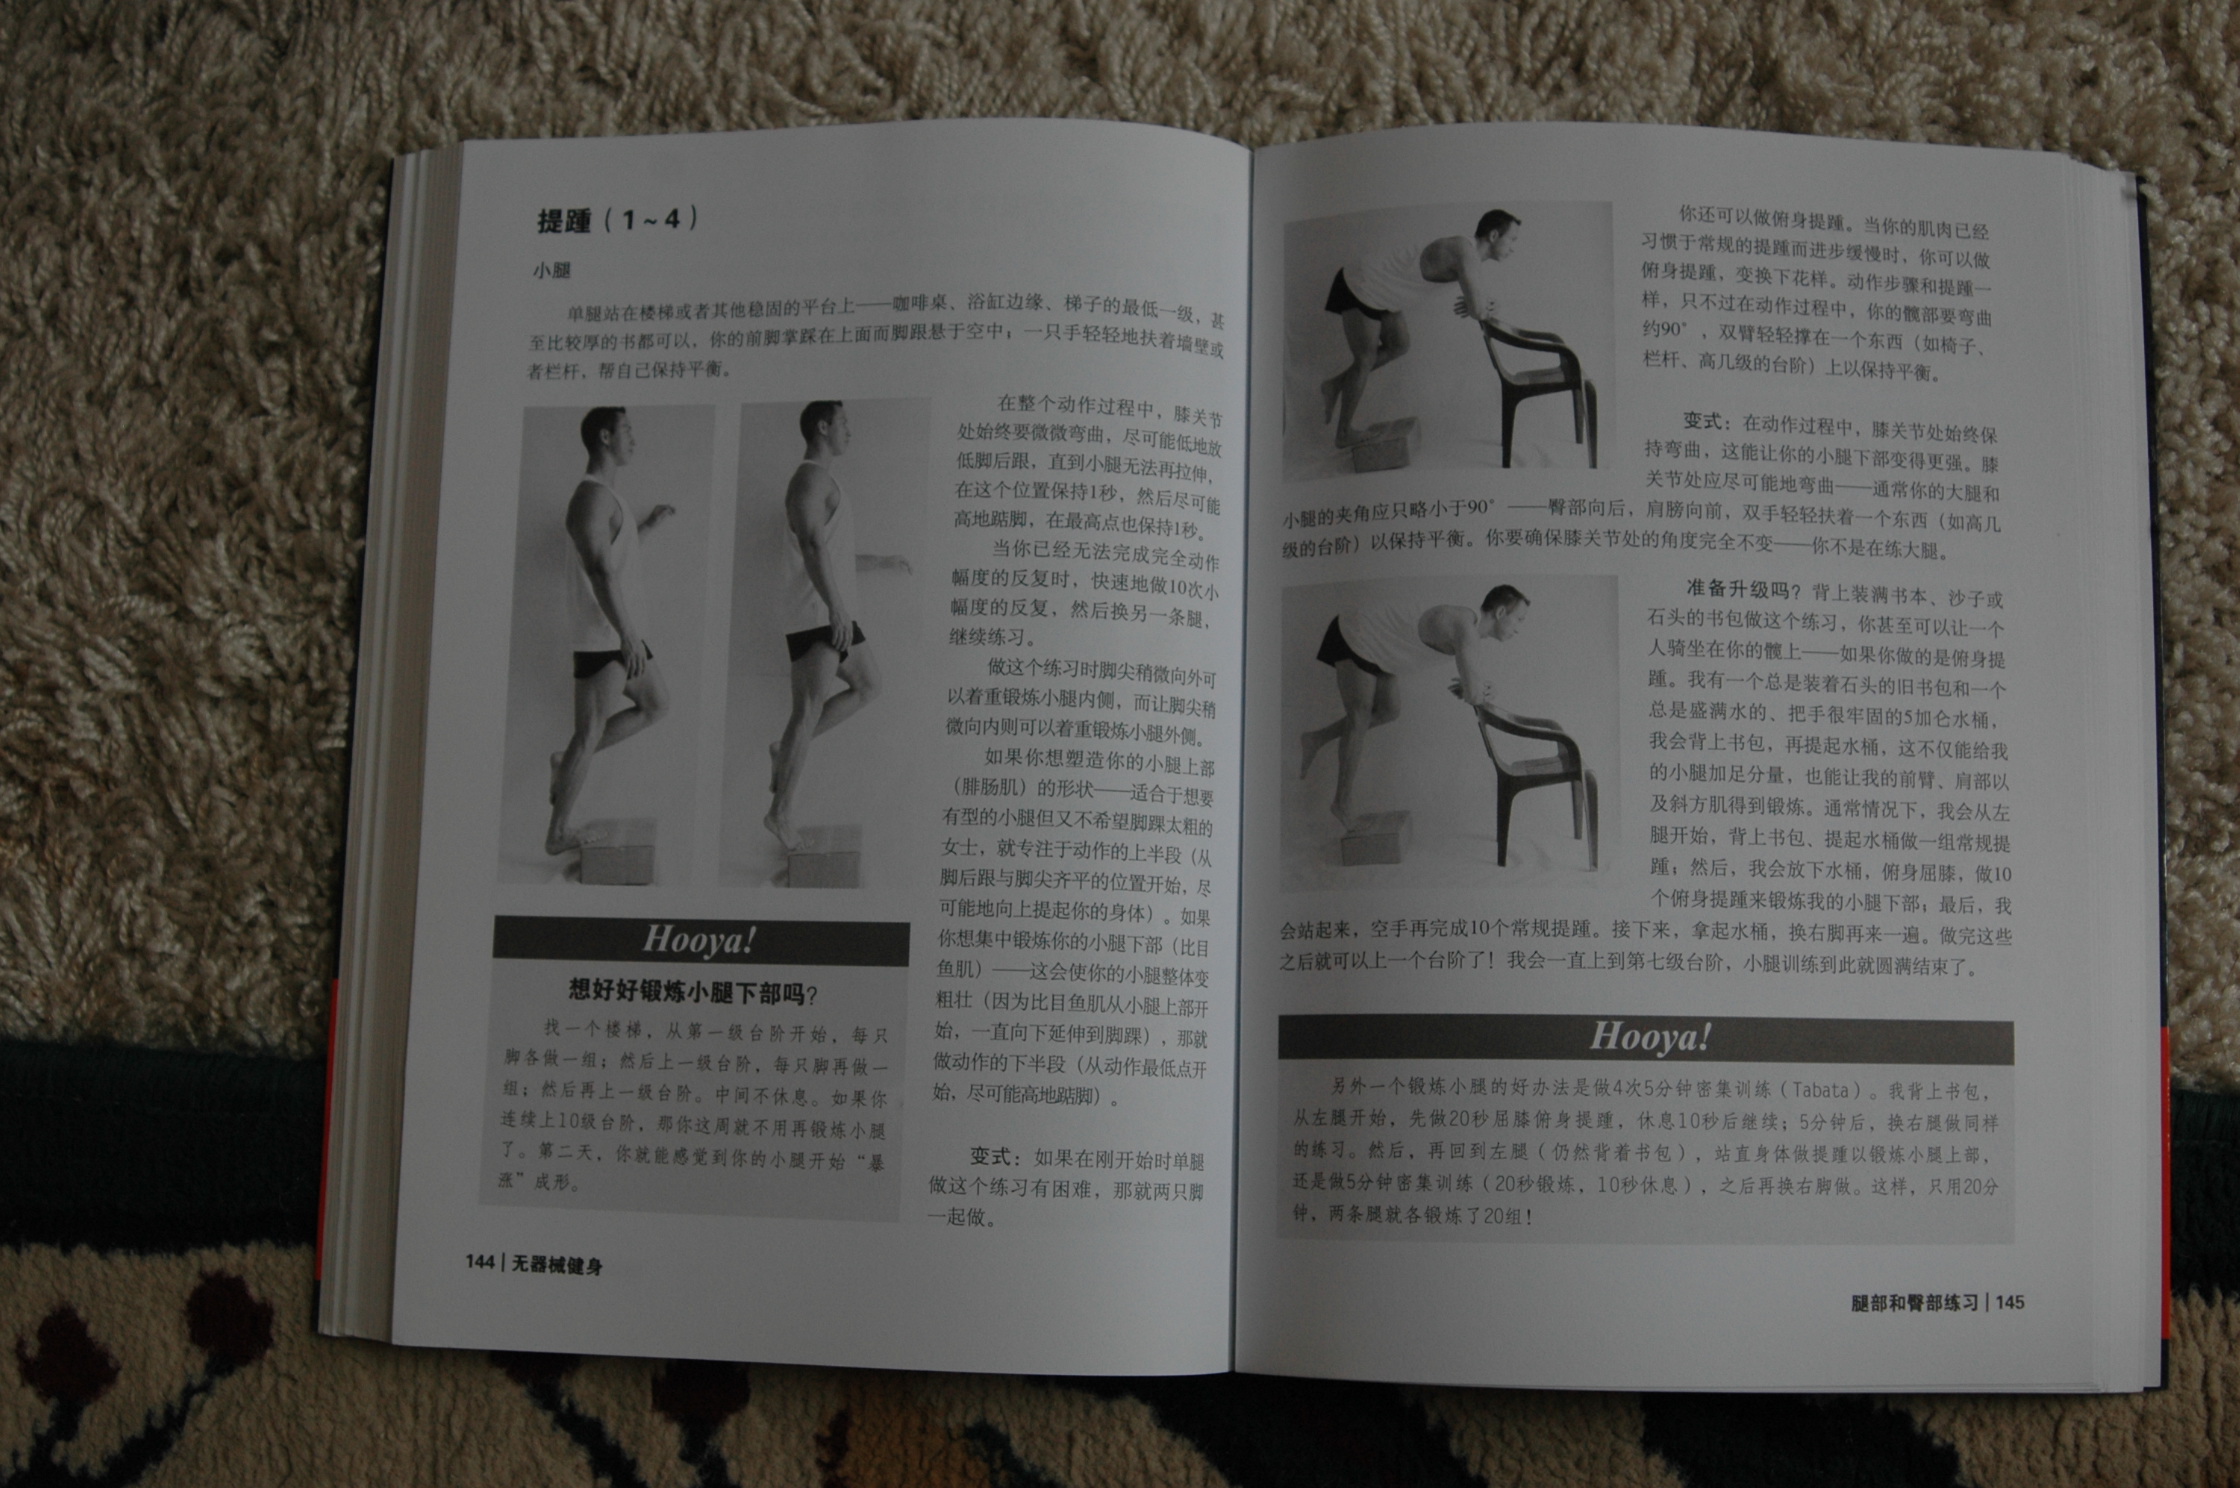 提踵（1~4）
小腿
单腿站在楼梯或者其他稳固的平台上——咖啡桌、浴缸边缘、梯子的最低一级，甚
至比较厚的书都可以，你的前脚掌踩在上面而脚跟悬于空中，一只手轻轻地扶着墙壁或
者栏杆，帮自己保持平衡。
在整个动作过程中，膝关节
处始终要微微弯曲，尽可能低地放
低脚后跟，直到小腿无法再拉伸，
在这个位置保持1秒，然后尽可能
高地踮脚，在最高点也保持1秒。
当你已经无法完成完全动作
幅度的反复时，快速地做10次小
幅度的反复，然后换另一条腿，
继续练习。
做这个练习时脚尖稍微向外可
以着重锻炼小腿内侧，而让脚尖稍
微向内则可以着重锻炼小腿外侧。
如果你想塑造你的小腿上部
（腓肠肌）的形状——适合于想要
有型的小腿但又不希望脚踝太粗的
女士，就专注于动作的上半段（从
脚后跟与脚尖齐平的位置开始，尽
可能地向上提起你的身体）。如果
你想集中锻炼你的小腿下部（比目
鱼肌）——这会使你的小腿整体变
粗壮（因为比目鱼肌从小腿上部开
始，一直向下延伸到脚踝），那就
做动作的下半段（从动作最低点开
始，尽可能高地踮脚）。
变式：如果在刚开始时单腿
做这个练习有困难，那就两只脚
一起做。
Hooya!
想好好锻炼小腿下部吗？
找一个楼梯，从第一级台阶开始，每只
脚各做一组；然后上一级台阶，每只脚再做一
组；然后再上一级台阶。中间不休息。如果你
连续上10级台阶，那你这周就不用再锻炼小腿
了。第二天，你就能感觉到你的小腿开始“暴
涨”成形。
144 | 无器械健身
你还可以做俯身提踵。当你的肌肉已经
习惯于常规的提踵而进步缓慢时，你可以做
俯身提踵，变换下花样。动作步骤和提踵一
样，只不过在动作过程中，你的髋部要弯曲
约90°，双臂轻轻撑在一个东西（如椅子、
栏杆、高几级的台阶）上以保持平衡。
变式：在动作过程中，膝关节处始终保
持弯曲，这能让你的小腿下部变得更强。膝
关节处应尽可能地弯曲——通常你的大腿和
小腿的夹角应只略小于90°——臀部向后，肩膀向前，双手轻轻扶着一个东西（如高几
级的台阶）以保持平衡。你要确保膝关节处的角度完全不变——你不是在练大腿。
准备升级吗？背上装满书本、沙子或
石头的书包做这个练习，你甚至可以让一个
人骑坐在你的髋上——如果你做的是俯身提
踵。我有一个总是装着石头的旧书包和一个
总是盛满水的、把手很牢固的5加仑水桶，
我会背上书包，再提起水桶，这不仅能给我
的小腿加足分量，也能让我的前臂、肩部以
及斜方肌得到锻炼。通常情况下，我会从左
腿开始，背上书包、提起水桶做一组常规提
踵；然后，我会放下水桶，俯身屈膝，做10
个俯身提踵来锻炼我的小腿下部；最后，我
会站起来，空手再完成10个常规提踵。接下来，拿起水桶，换右脚再来一遍。做完这些
之后就可以上一个台阶了！我会一直上到第七级台阶，小腿训练到此就圆满结束了。
Hooya!
另外一个锻炼小腿的好办法是做4次5分钟密集训练（Tabata）。我背上书包，
从左腿开始，先做20秒屈膝俯身提踵，休息10秒后继续；5分钟后，换右腿做同样
的练习。然后，再回到左腿（仍然背着书包），站直身体做提踵以锻炼小腿上部，
还是做5分钟密集训练（20秒锻炼，10秒休息），之后再换右脚做。这样，只用20分
钟，两条腿就各锻炼了20组！
腿部和臀部练习 | 145